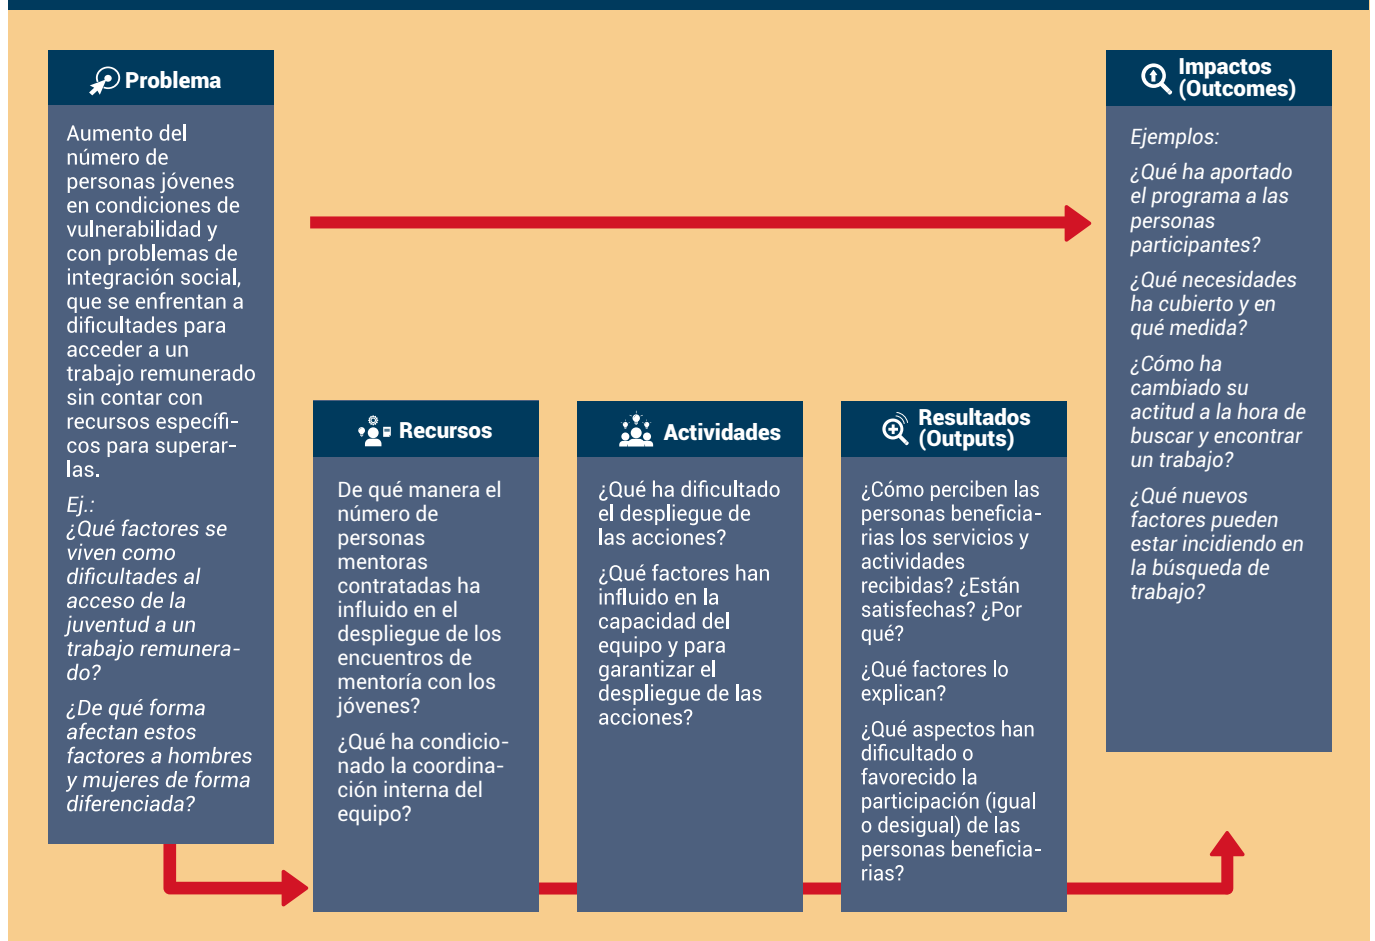 Problema
Aumento del
número de
personas jóvenes
en condiciones de
vulnerabilidad y
con problemas de
integración social,
que se enfrentan a
dificultades para
acceder a un
trabajo remunerado
sin contar con
recursos específi-
cos para superar-
las.
Ej.:
¿Qué factores se
viven como
dificultades al
acceso de la
juventud a un
trabajo remunera-
do?
¿De qué forma
afectan estos
factores a hombres
y mujeres de forma
diferenciada?
Recursos
De qué manera el
número de
personas
mentoras
contratadas ha
influido en el
despliegue de los
encuentros de
mentoría con los
jóvenes?
¿Qué ha condicio-
nado la coordina-
ción interna del
equipo?
Actividades
¿Qué ha dificultado
el despliegue de
las acciones?
¿Qué factores han
influido en la
capacidad del
equipo y para
garantizar el
despliegue de las
acciones?
Resultados
(Outputs)
¿Cómo perciben las
personas beneficia-
rias los servicios y
actividades
recibidas? ¿Están
satisfechas? ¿Por
qué?
¿Qué factores lo
explican?
¿Qué aspectos han
dificultado o
favorecido la
participación (igual
o desigual) de las
personas beneficia-
rias?
Impactos
(Outcomes)
Ejemplos:
¿Qué ha aportado
el programa a las
personas
participantes?
¿Qué necesidades
ha cubierto y en
qué medida?
¿Cómo ha
cambiado su
actitud a la hora de
buscar y encontrar
un trabajo?
¿Qué nuevos
factores pueden
estar incidiendo en
la búsqueda de
trabajo?